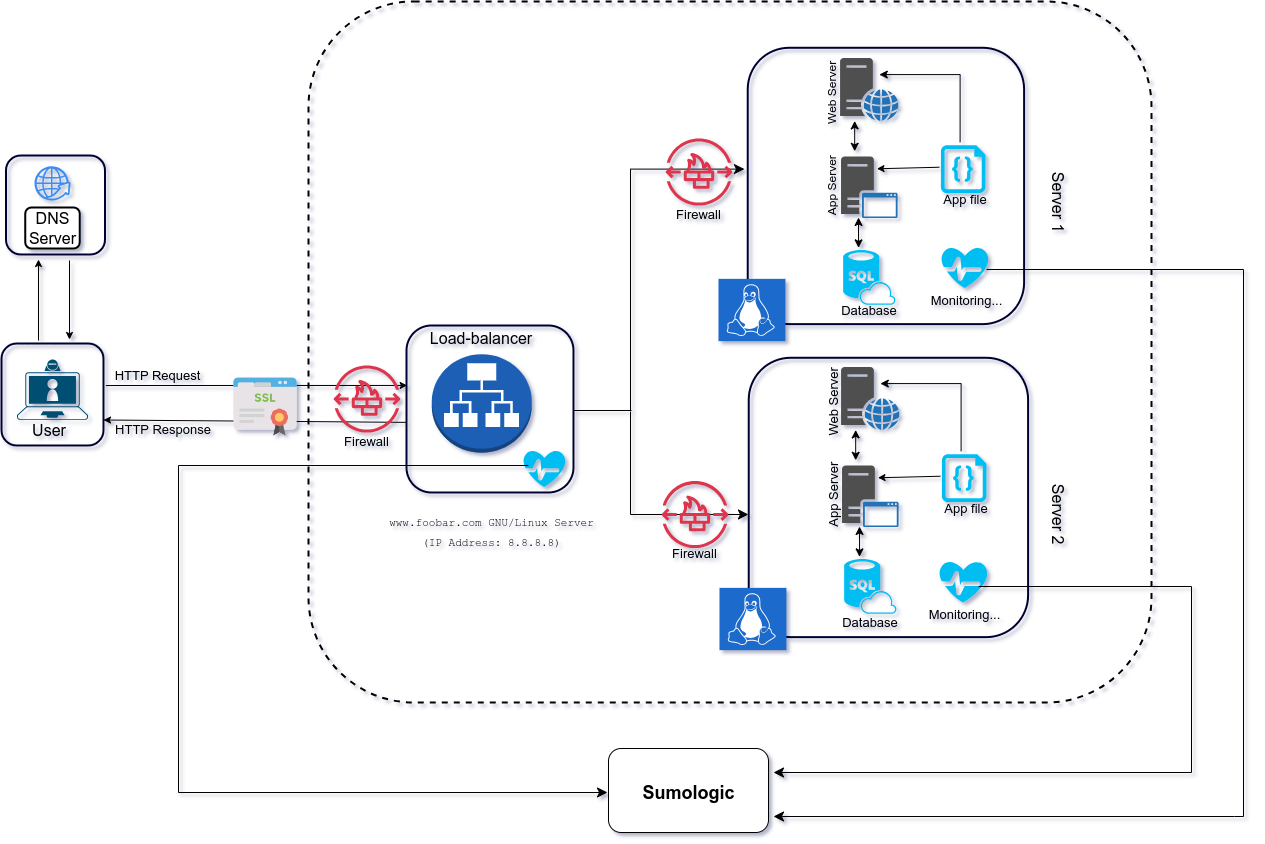 DNS
Server
User
HTTP Request
HTTP Response
SSL
Firewall
Load-balancer
www.foobar.com GNU/Linux Server
(IP Address: 8.8.8.8)
Firewall
Firewall
Web Server
App Server
App file
SQL
Database
Monitoring...
Server 1
Web Server
App Server
App file
SQL
Database
Monitoring...
Server 2
Sumologic